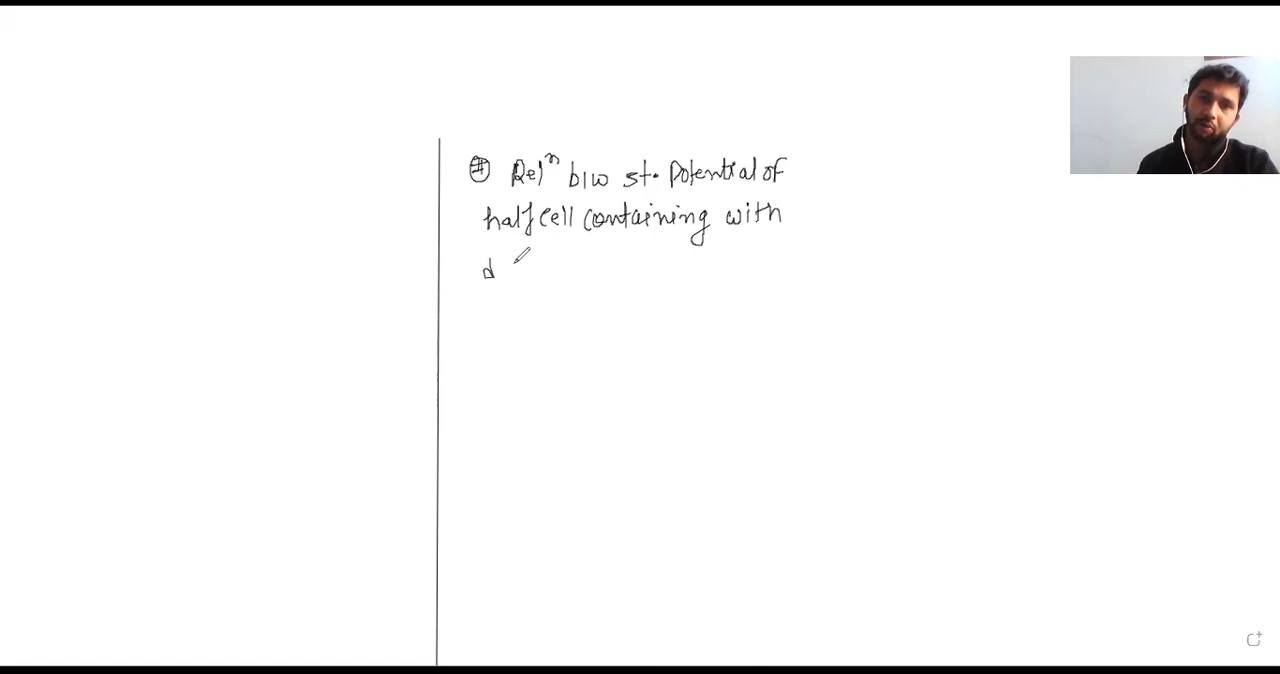 # Relⁿ b/w st. Potential of
half cell containing with
d